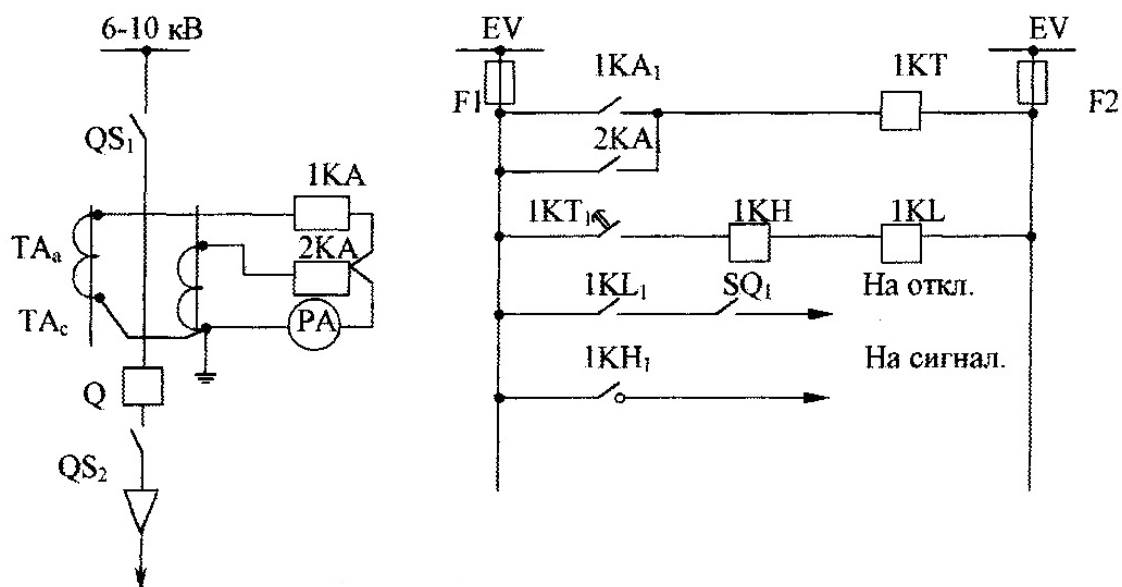 6-10 кВ
QS₁
1KA
2KA
PA
TAₐ
TA꜀
Q
QS₂
EV
EV
F1
F2
1KA₁
1KT
2KA
1KT₁
1KH
1KL
1KL₁
SQ₁
На откл.
1KH₁
На сигнал.